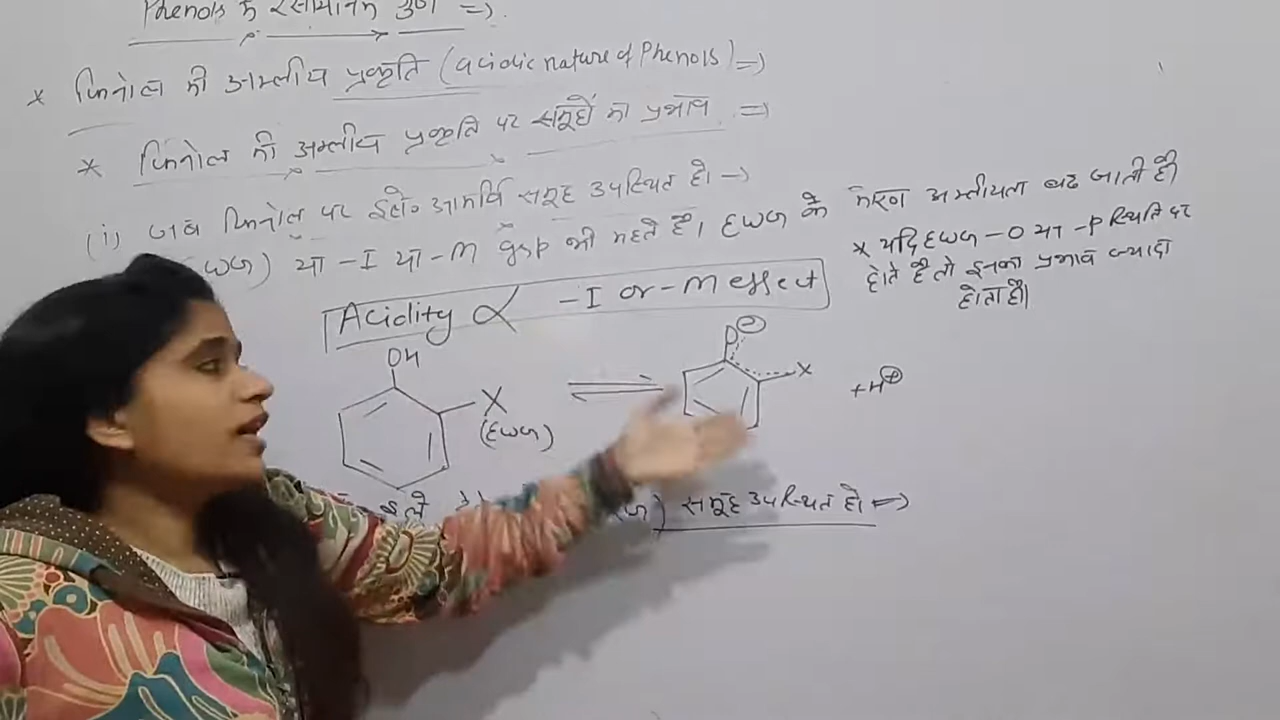 Phenols के रसायनिक गुण =>.
* फिनोल की अम्लीय प्रकृति (acidic nature of Phenols) =>
* फिनोल की अम्लीय प्रकृति पर समूहों का प्रभाव =>
(i) जब फिनोल पर इले० आकर्षि समूह उपस्थित हो ->
EWG) या -I या -M grp भी कहते हैं। EWG के कारण अम्लीयता बढ जाती है
* यदि EWG -O या -P स्थिति पर
होते है तो इनका प्रभाव ज्यादा
होता है।
Acidity ∝ -I or -M effect
OH
X
(EWG)
O⊖
X
+H⊕
समूह उपस्थित हो =>